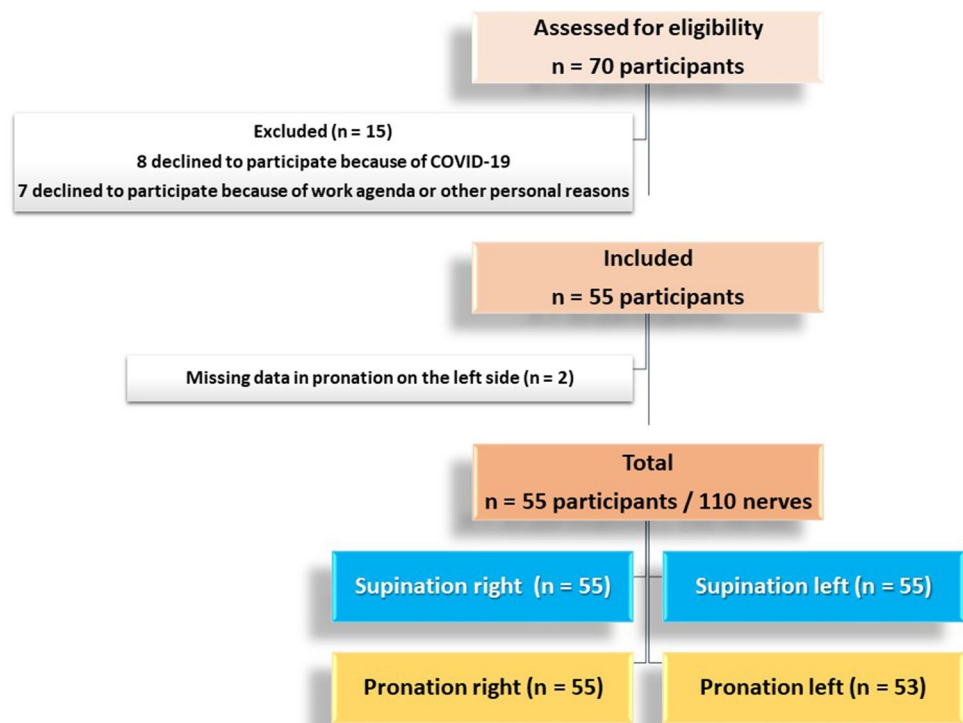 Assessed for eligibility
n = 70 participants
Excluded (n = 15)
8 declined to participate because of COVID-19
7 declined to participate because of work agenda or other personal reasons
Included
n = 55 participants
Missing data in pronation on the left side (n = 2)
Total
n = 55 participants / 110 nerves
Supination right (n = 55)
Supination left (n = 55)
Pronation right (n = 55)
Pronation left (n = 53)